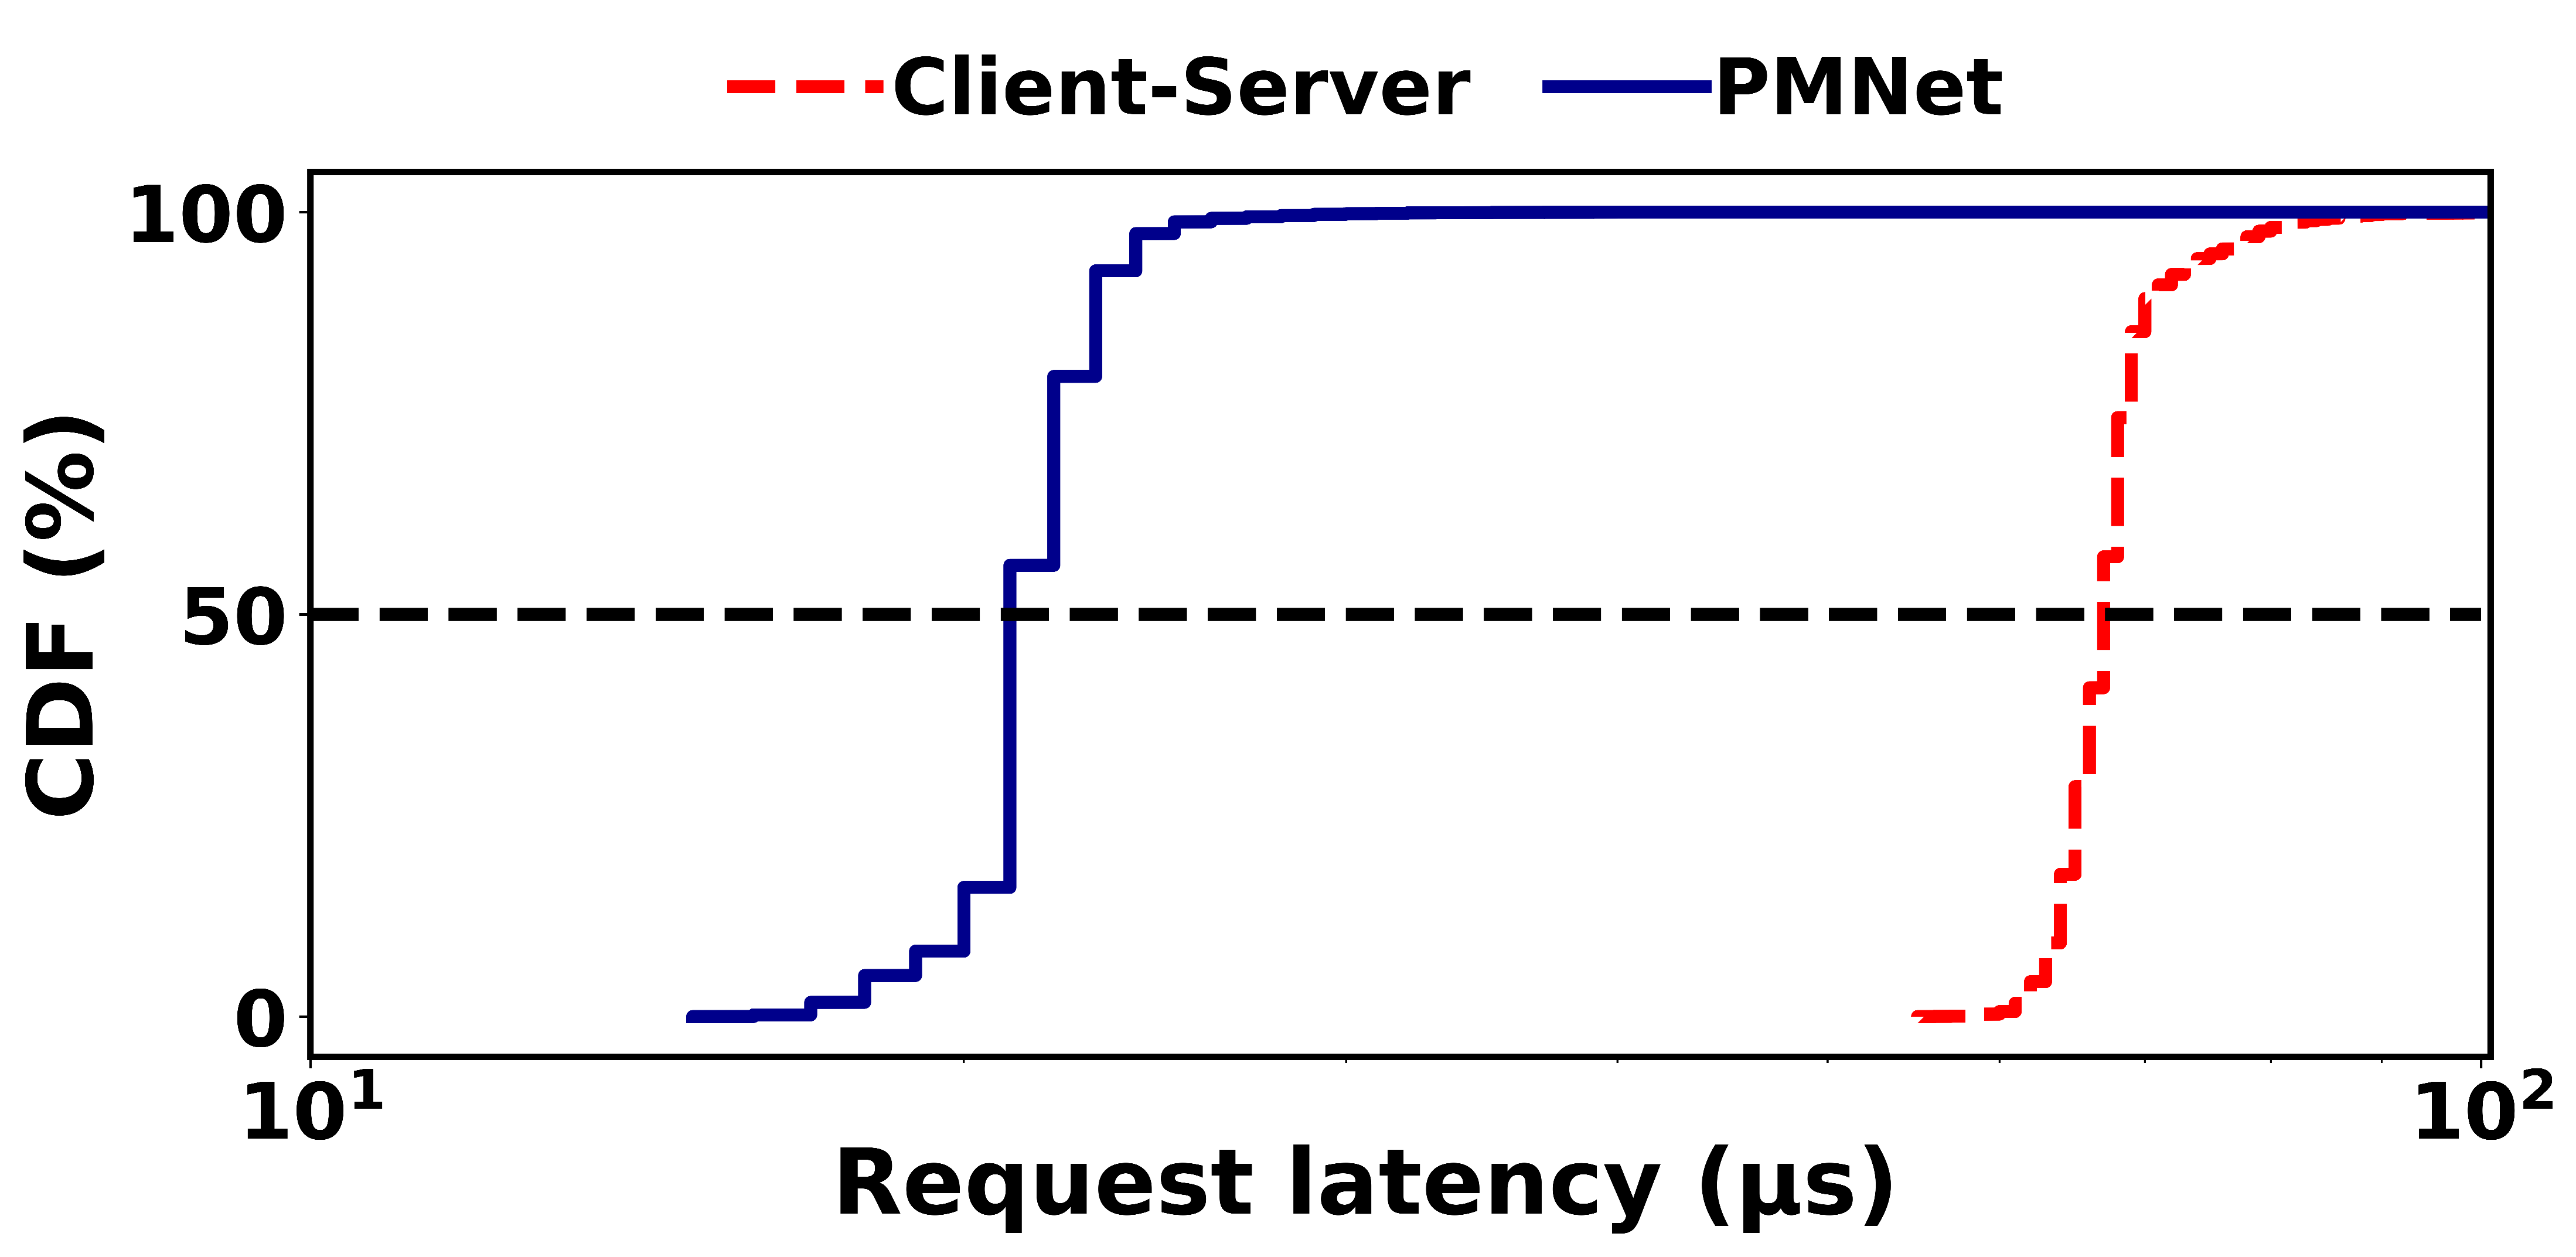 Client-Server PMNet
100
50
0
CDF (%)
10¹ 10²
Request latency (µs)